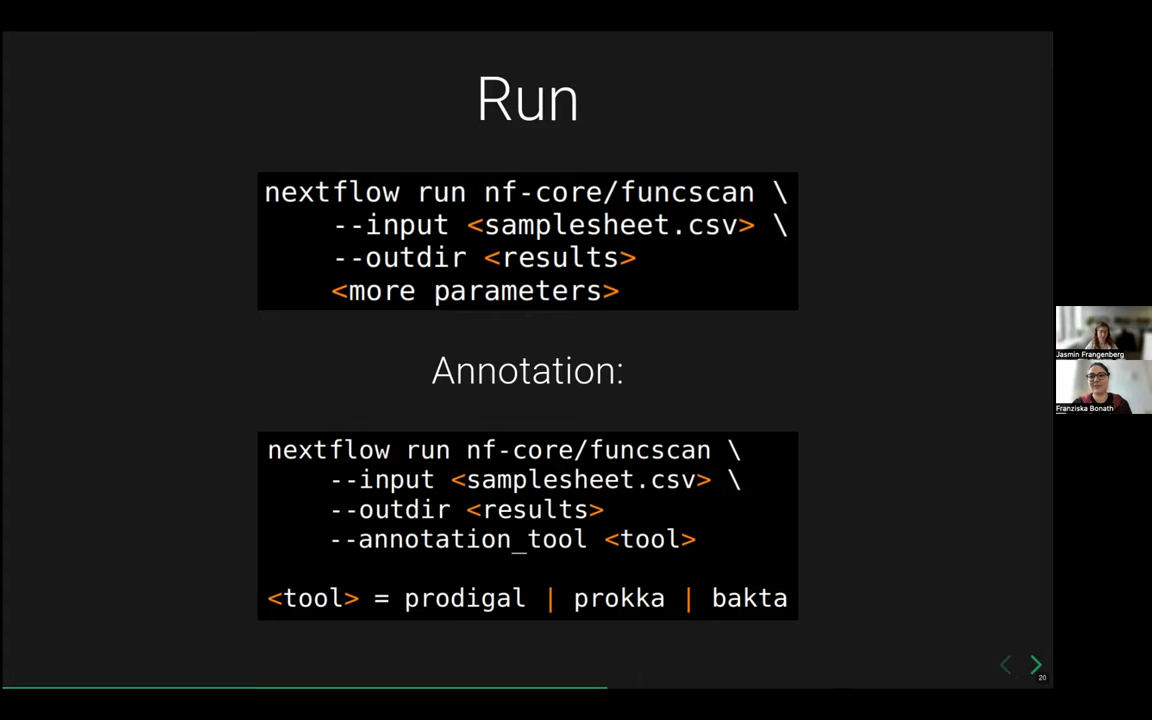 Run
nextflow run nf-core/funcscan \
--input <samplesheet.csv> \
--outdir <results>
<more parameters>
Annotation:
nextflow run nf-core/funcscan \
--input <samplesheet.csv> \
--outdir <results>
--annotation_tool <tool>
<tool> = prodigal | prokka | bakta
Jasmin Frangenberg
Franziska Bonath
20